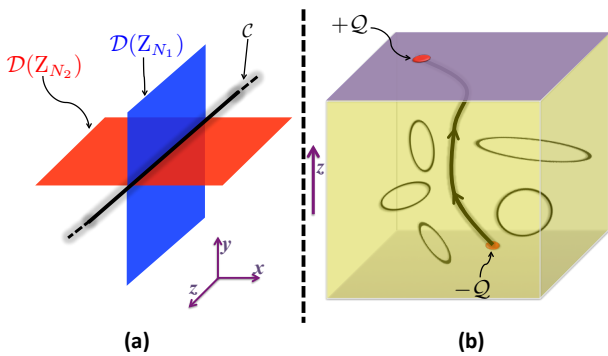 𝒟(Z_{N_2})
𝒟(Z_{N_1})
𝒞
y
x
z
(a)
+𝒬
z
−𝒬
(b)